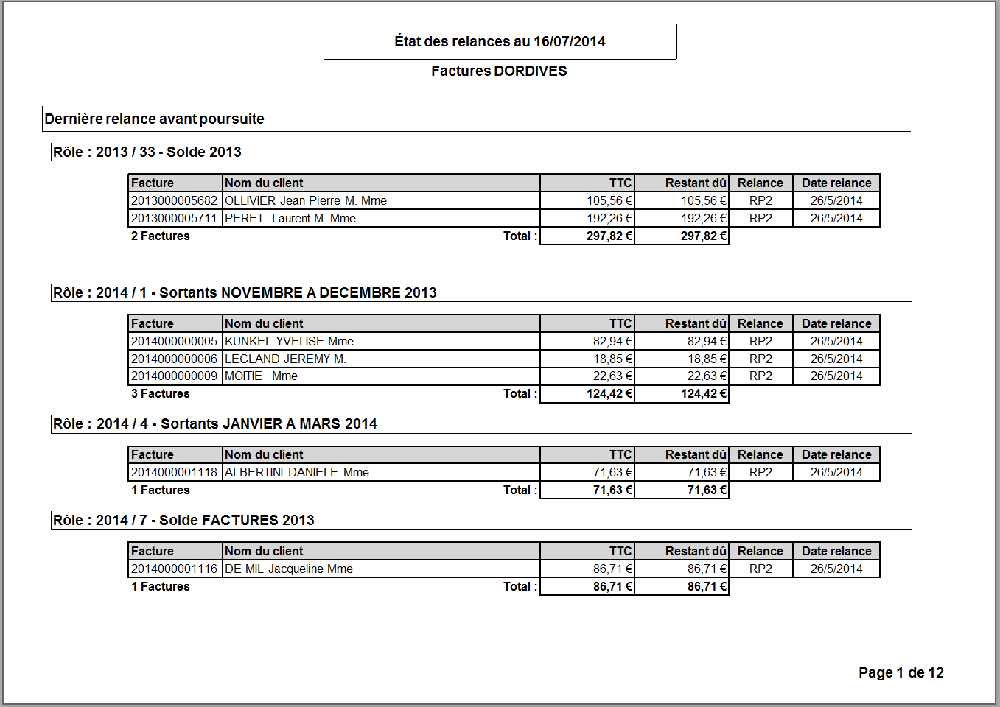 État des relances au 16/07/2014
Factures DORDIVES
Dernière relance avant poursuite
Rôle : 2013 / 33 - Solde 2013
Facture Nom du client TTC Restant dû Relance Date relance
2013000005682 OLLIVIER Jean Pierre M. Mme 105,56 € 105,56 € RP2 26/5/2014
2013000005711 PERET Laurent M. Mme 192,26 € 192,26 € RP2 26/5/2014
2 Factures Total : 297,82 € 297,82 €
Rôle : 2014 / 1 - Sortants NOVEMBRE A DECEMBRE 2013
Facture Nom du client TTC Restant dû Relance Date relance
2014000000005 KUNKEL YVELISE Mme 82,94 € 82,94 € RP2 26/5/2014
2014000000006 LECLAND JEREMY M. 18,85 € 18,85 € RP2 26/5/2014
2014000000009 MOITIE Mme 22,63 € 22,63 € RP2 26/5/2014
3 Factures Total : 124,42 € 124,42 €
Rôle : 2014 / 4 - Sortants JANVIER A MARS 2014
Facture Nom du client TTC Restant dû Relance Date relance
2014000001118 ALBERTINI DANIELE Mme 71,63 € 71,63 € RP2 26/5/2014
1 Factures Total : 71,63 € 71,63 €
Rôle : 2014 / 7 - Solde FACTURES 2013
Facture Nom du client TTC Restant dû Relance Date relance
2014000001116 DE MIL Jacqueline Mme 86,71 € 86,71 € RP2 26/5/2014
1 Factures Total : 86,71 € 86,71 €
Page 1 de 12